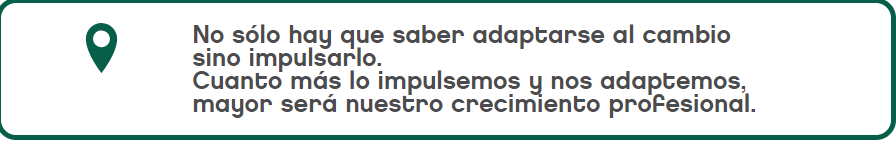 No sólo hay que saber adaptarse al cambio
sino impulsarlo.
Cuanto más lo impulsemos y nos adaptemos,
mayor será nuestro crecimiento profesional.